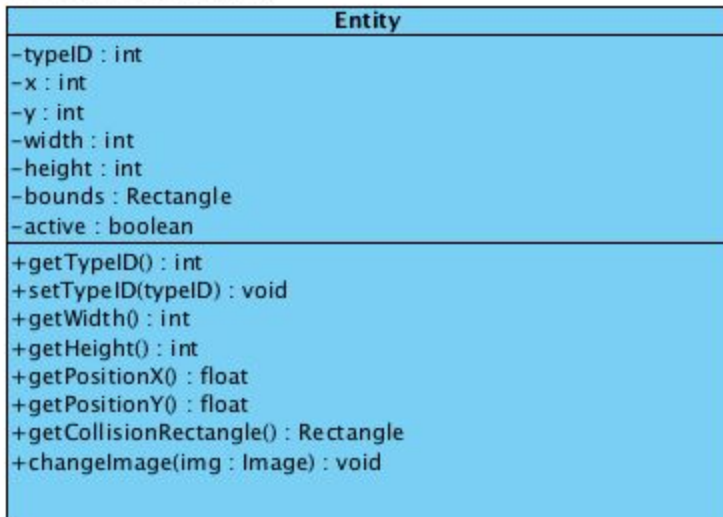 Entity
-typeID : int
-x : int
-y : int
-width : int
-height : int
-bounds : Rectangle
-active : boolean
+getTypeID() : int
+setTypeID(typeID) : void
+getWidth() : int
+getHeight() : int
+getPositionX() : float
+getPositionY() : float
+getCollisionRectangle() : Rectangle
+changeImage(img : Image) : void